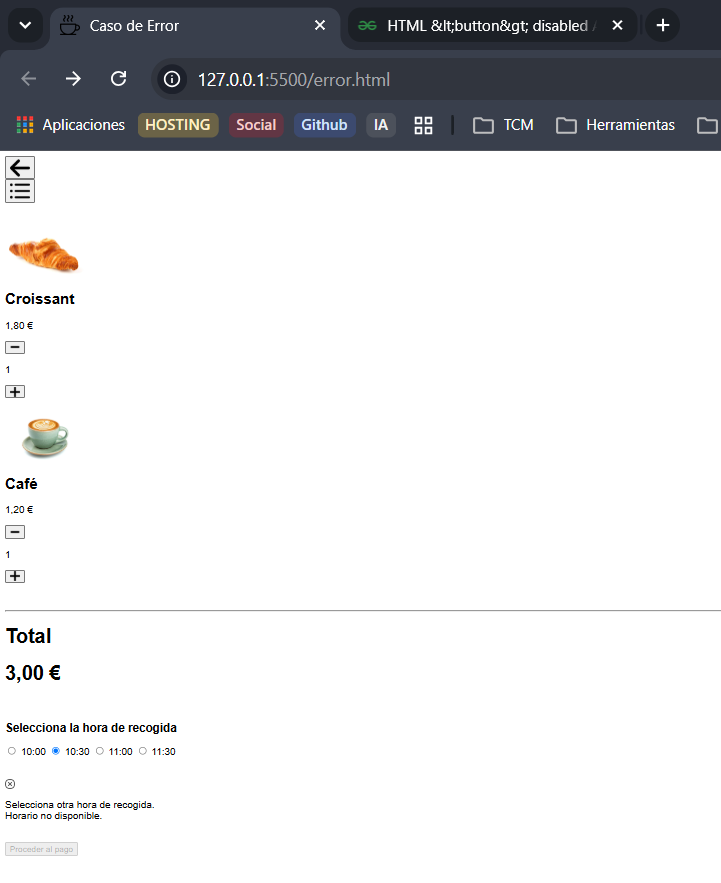 Caso de Error
HTML &lt;button&gt; disabled
127.0.0.1:5500/error.html
Aplicaciones HOSTING Social Github IA TCM Herramientas
Croissant
1,80 €
1
Café
1,20 €
1
Total
3,00 €
Selecciona la hora de recogida
10:00 10:30 11:00 11:30
Selecciona otra hora de recogida.
Horario no disponible.
Proceder al pago